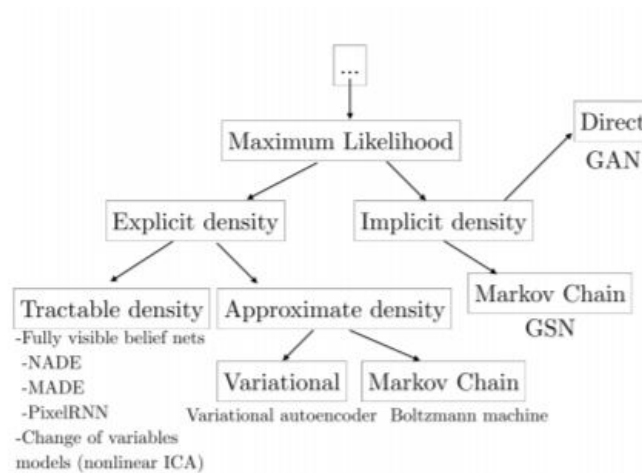 ...
Maximum Likelihood
Direct
GAN
Explicit density
Implicit density
Tractable density
-Fully visible belief nets
-NADE
-MADE
-PixelRNN
-Change of variables
models (nonlinear ICA)
Approximate density
Variational
Variational autoencoder
Markov Chain
Boltzmann machine
Markov Chain
GSN